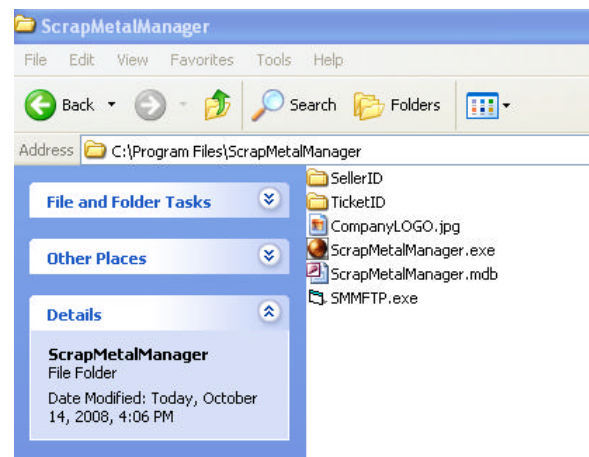 ScrapMetalManager
File Edit View Favorites Tools Help
Back Search Folders
Address C:\Program Files\ScrapMetalManager
File and Folder Tasks
Other Places
Details
ScrapMetalManager
File Folder
Date Modified: Today, October
14, 2008, 4:06 PM
SellerID
TicketID
CompanyLOGO.jpg
ScrapMetalManager.exe
ScrapMetalManager.mdb
SMMFTP.exe